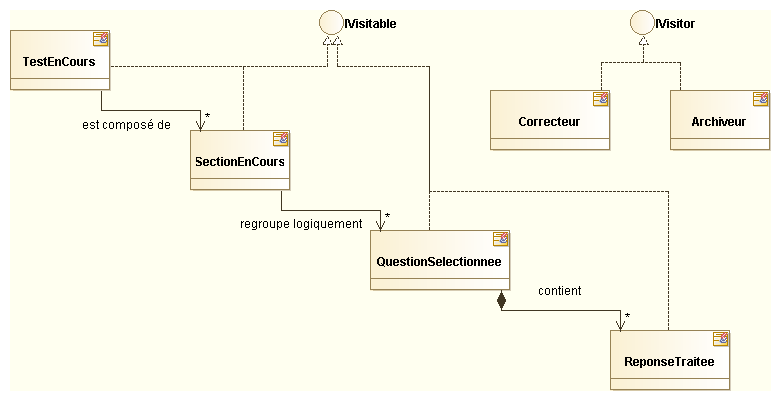 IVisitable
IVisitor
TestEnCours
Correcteur
Archiveur
est composé de
*
SectionEnCours
regroupe logiquement
*
QuestionSelectionnee
contient
*
ReponseTraitee